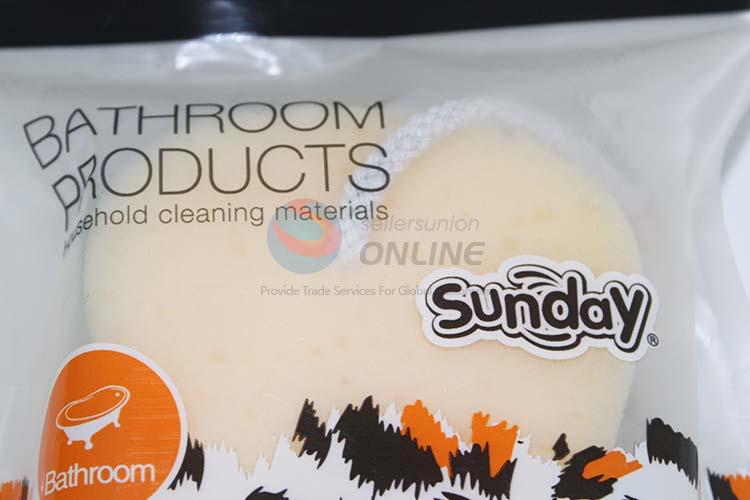 BATHROOM
PRODUCTS
household cleaning materials
sellersunion
ONLINE
Provide Trade Services For Global
Sunday®
Bathroom